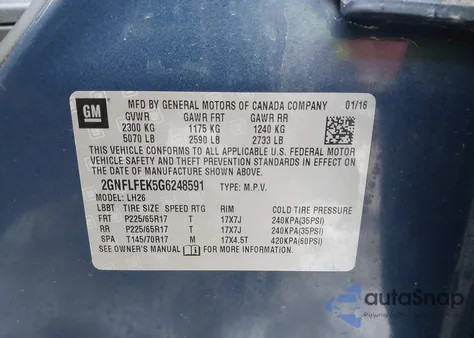 GM
MFD BY GENERAL MOTORS OF CANADA COMPANY 01/16
GVWR GAWR FRT GAWR RR
2300 KG 1175 KG 1240 KG
5070 LB 2590 LB 2733 LB
THIS VEHICLE CONFORMS TO ALL APPLICABLE U.S. FEDERAL MOTOR
VEHICLE SAFETY, BUMPER, AND THEFT PREVENTION STANDARDS IN EFFECT ON
THE DATE OF MANUFACTURE SHOWN ABOVE.
2GNFLFEK5G6248591 TYPE: M.P.V.
MODEL: LH26
LBBT TIRE SIZE SPEED RTG RIM COLD TIRE PRESSURE
FRT P225/65R17 T 17X7J 240KPA(35PSI)
RR P225/65R17 T 17X7J 240KPA(35PSI)
SPA T145/70R17 M 17X4.5T 420KPA(60PSI)
SEE OWNER'S MANUAL FOR MORE INFORMATION
autoSnap